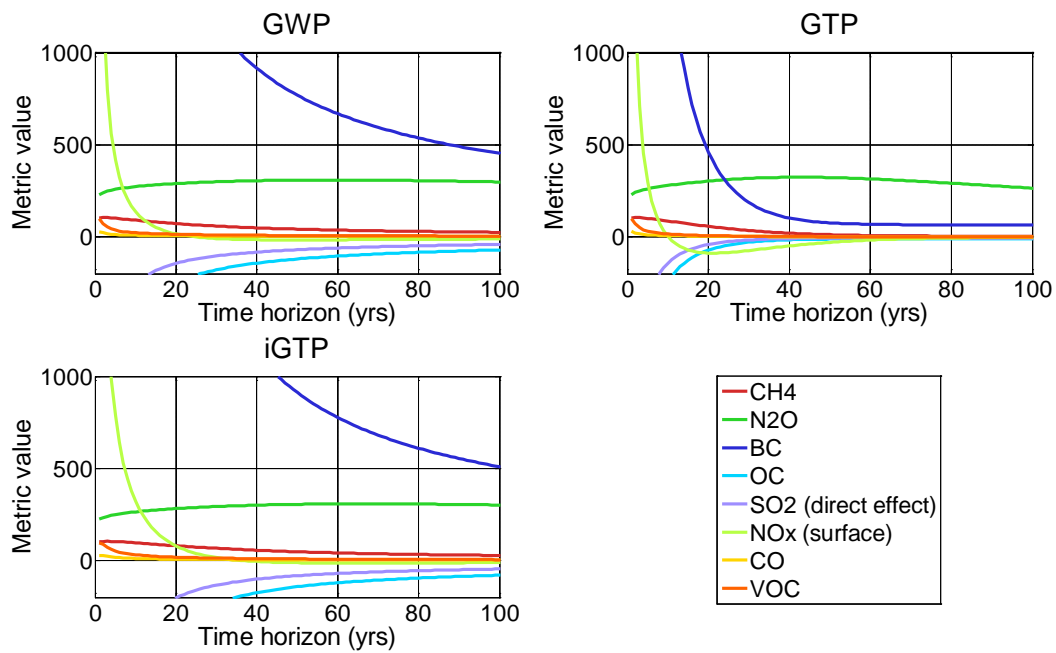 GWP
1000
500
0
Metric value
0 20 40 60 80 100
Time horizon (yrs)
GTP
1000
500
0
Metric value
0 20 40 60 80 100
Time horizon (yrs)
iGTP
1000
500
0
Metric value
0 20 40 60 80 100
Time horizon (yrs)
CH4
N2O
BC
OC
SO2 (direct effect)
NOx (surface)
CO
VOC